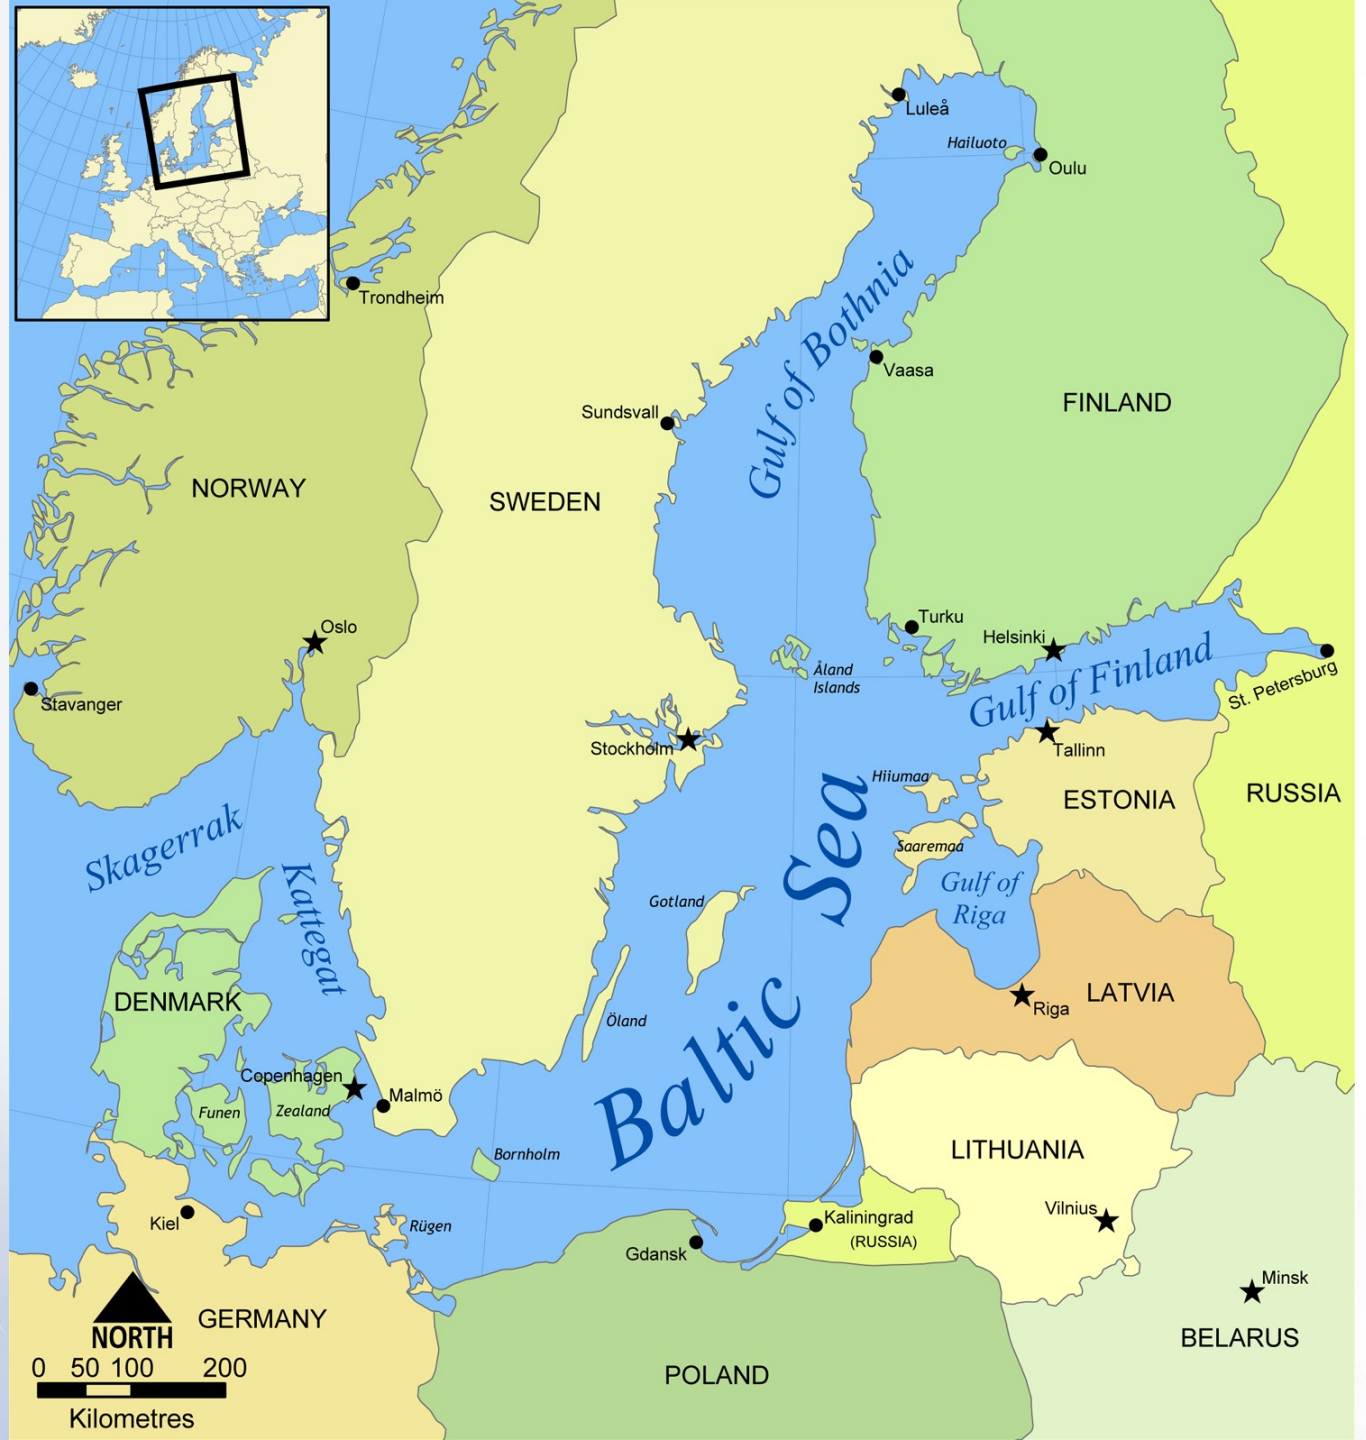 Luleå
Hailuoto
Oulu
Trondheim
Gulf of Bothnia
Vaasa
FINLAND
Sundsvall
NORWAY
SWEDEN
Turku
Oslo
Helsinki
Åland
Islands
Gulf of Finland
St. Petersburg
Stavanger
Stockholm
Tallinn
Hiiumaa
ESTONIA
RUSSIA
Skagerrak
Saaremaa
Kattegat
Gulf of
Riga
Gotland
Baltic Sea
DENMARK
LATVIA
Riga
Öland
Copenhagen
Malmö
Funen
Zealand
Bornholm
LITHUANIA
Vilnius
Kiel
Rügen
Kaliningrad
(RUSSIA)
Gdansk
Minsk
GERMANY
NORTH
BELARUS
0 50 100 200
Kilometres
POLAND